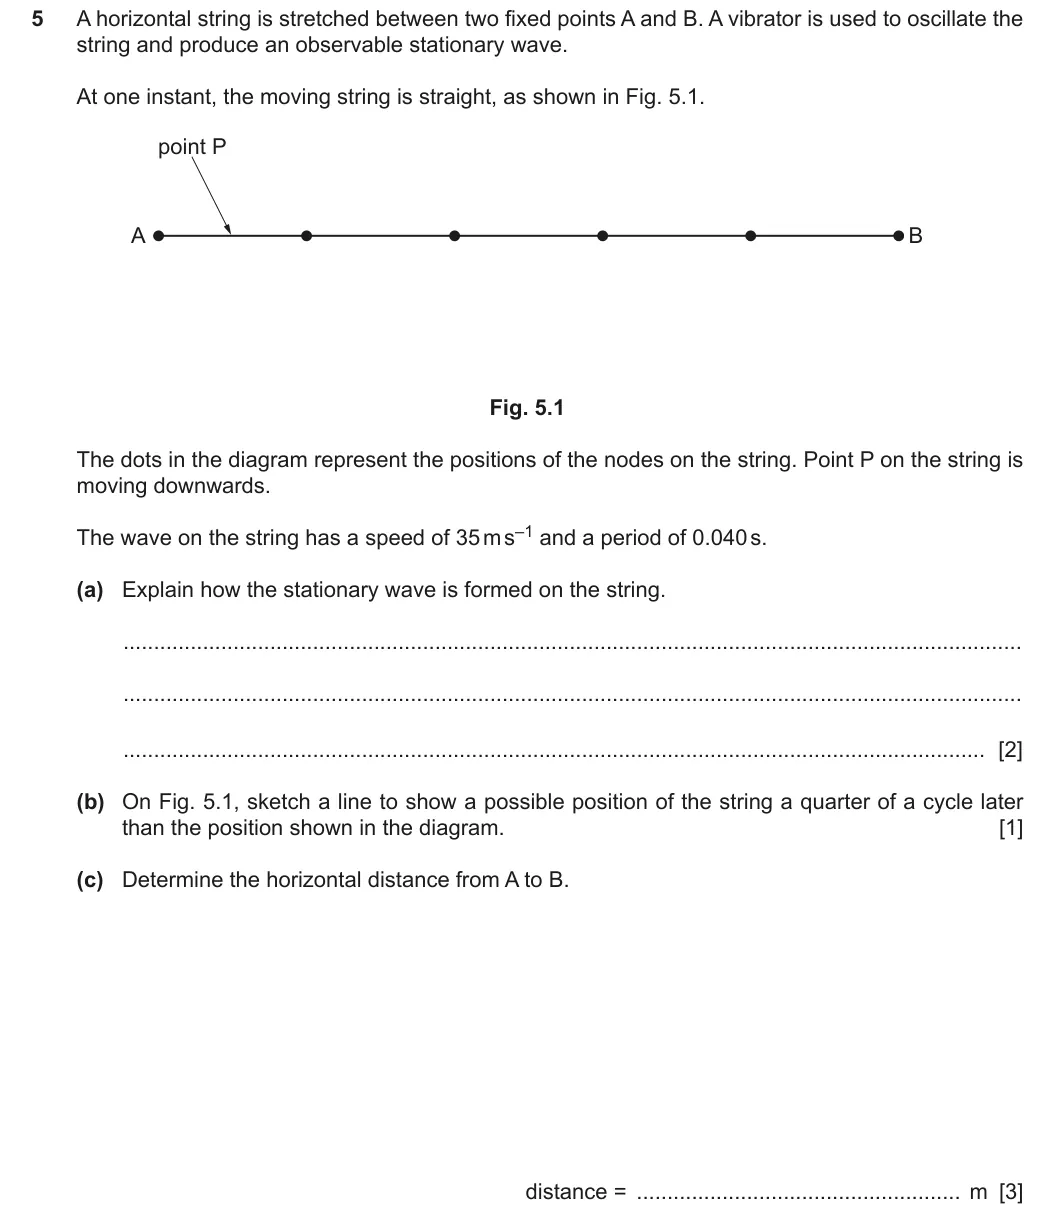 5 A horizontal string is stretched between two fixed points A and B. A vibrator is used to oscillate the
string and produce an observable stationary wave.
At one instant, the moving string is straight, as shown in Fig. 5.1.
point P
A B
Fig. 5.1
The dots in the diagram represent the positions of the nodes on the string. Point P on the string is
moving downwards.
The wave on the string has a speed of 35 m s⁻¹ and a period of 0.040 s.
(a) Explain how the stationary wave is formed on the string.
..........................................................................................................................................
..........................................................................................................................................
.................................................................................................................................... [2]
(b) On Fig. 5.1, sketch a line to show a possible position of the string a quarter of a cycle later
than the position shown in the diagram. [1]
(c) Determine the horizontal distance from A to B.
distance = ..................................................... m [3]